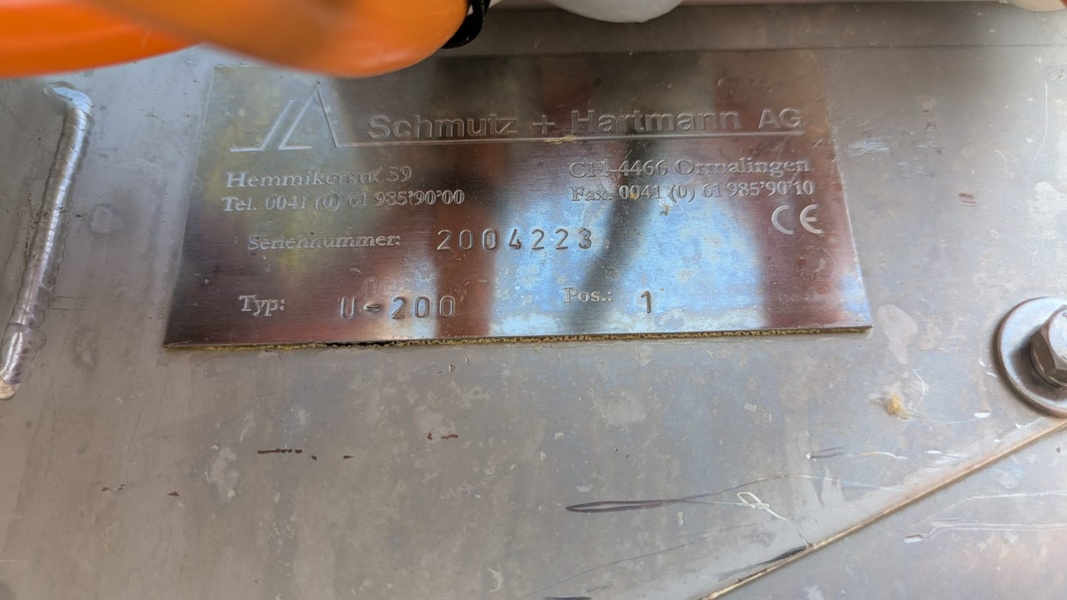 Schmutz + Hartmann AG
Hemmikerstr. 59 CH-4466 Ormalingen
Tel. 0041 (0) 61 985'90'00 Fax. 0041 (0) 61 985'90'10
CE
Seriennummer: 2004223.
Typ: U-200 Pos.: 1